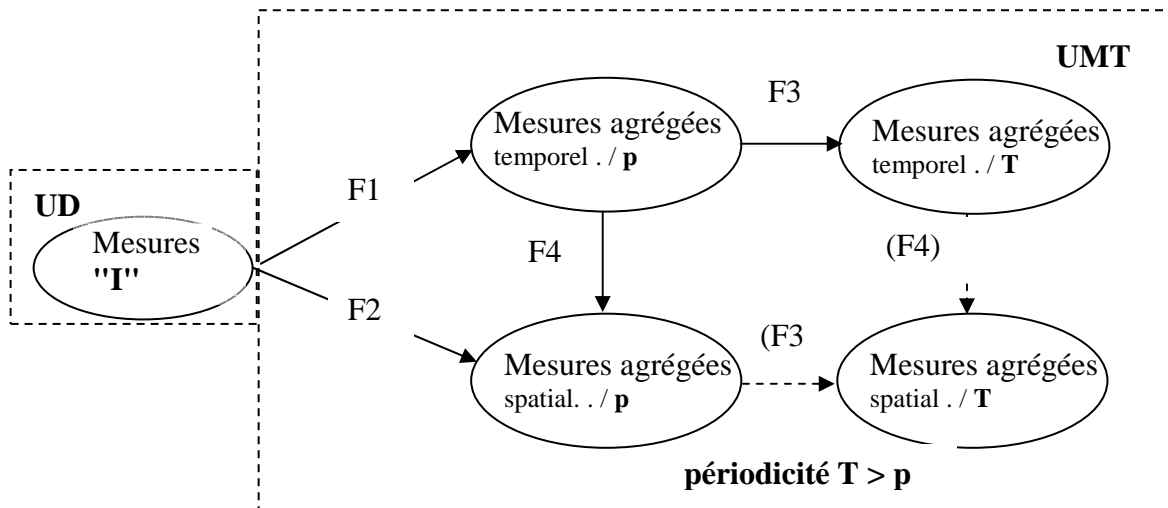 UMT
F3
Mesures agrégées
temporel . / p
Mesures agrégées
temporel . / T
F1
UD
Mesures
"I"
F4
(F4)
F2
(F3
Mesures agrégées
spatial. . / p
Mesures agrégées
spatial . / T
périodicité T > p